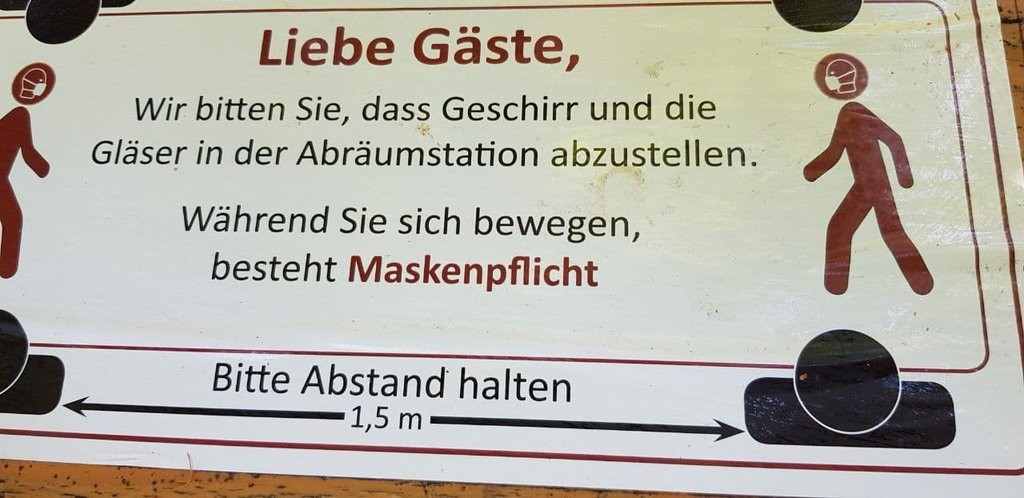 Liebe Gäste,
Wir bitten Sie, dass Geschirr und die
Gläser in der Abräumstation abzustellen.
Während Sie sich bewegen,
besteht Maskenpflicht
Bitte Abstand halten
1,5 m